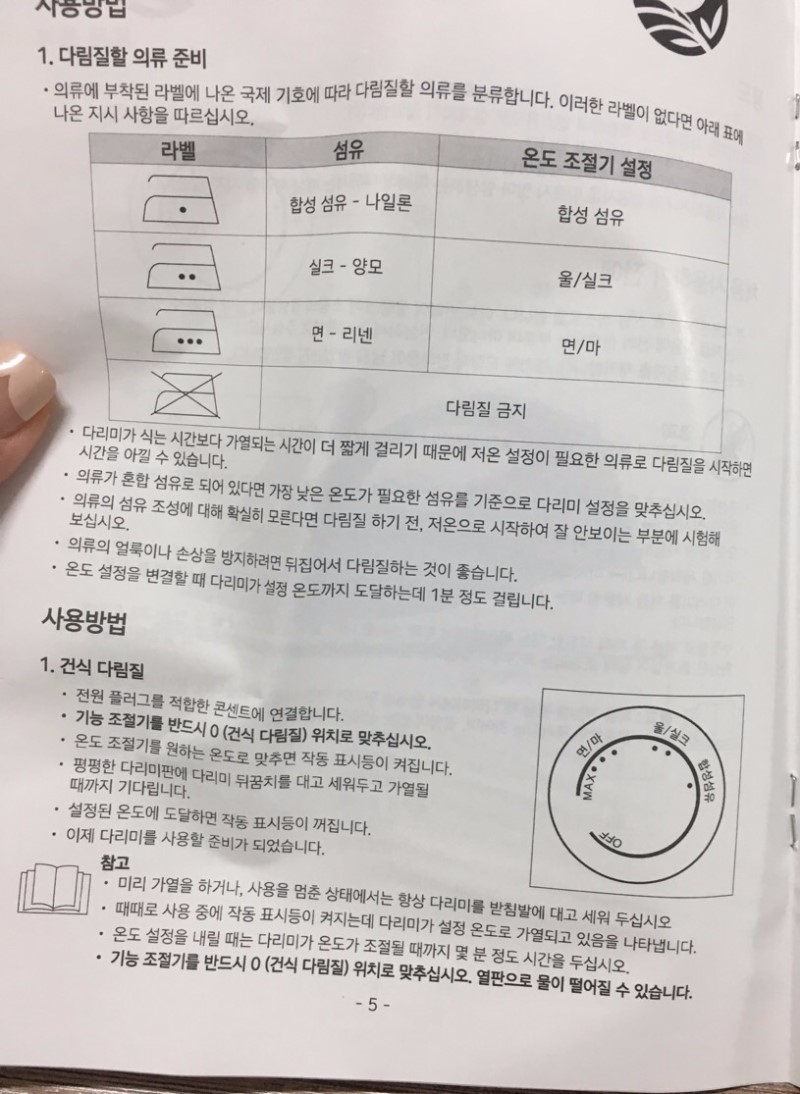 사용방법
1. 다림질할 의류 준비
• 의류에 부착된 라벨에 나온 국제 기호에 따라 다림질할 의류를 분류합니다. 이러한 라벨이 없다면 아래 표에
나온 지시 사항을 따르십시오.
라벨 섬유 온도 조절기 설정
합성 섬유 - 나일론 합성 섬유
실크 - 양모 울/실크
면 - 리넨 면/마
다림질 금지
• 다리미가 식는 시간보다 가열되는 시간이 더 짧게 걸리기 때문에 저온 설정이 필요한 의류로 다림질을 시작하면
시간을 아낄 수 있습니다.
• 의류가 혼합 섬유로 되어 있다면 가장 낮은 온도가 필요한 섬유를 기준으로 다리미 설정을 맞추십시오.
• 의류의 섬유 조성에 대해 확실히 모른다면 다림질 하기 전, 저온으로 시작하여 잘 안보이는 부분에 시험해
보십시오.
• 의류의 얼룩이나 손상을 방지하려면 뒤집어서 다림질하는 것이 좋습니다.
• 온도 설정을 변결할 때 다리미가 설정 온도까지 도달하는데 1분 정도 걸립니다.
사용방법
1. 건식 다림질
• 전원 플러그를 적합한 콘센트에 연결합니다.
• 기능 조절기를 반드시 0 (건식 다림질) 위치로 맞추십시오.
• 온도 조절기를 원하는 온도로 맞추면 작동 표시등이 켜집니다.
• 평평한 다리미판에 다리미 뒤꿈치를 대고 세워두고 가열될
때까지 기다립니다.
• 설정된 온도에 도달하면 작동 표시등이 꺼집니다.
• 이제 다리미를 사용할 준비가 되었습니다.
면/마
울/실크
합성섬유
MAX
OFF
참고
• 미리 가열을 하거나, 사용을 멈춘 상태에서는 항상 다리미를 받침발에 대고 세워 두십시오
• 때때로 사용 중에 작동 표시등이 켜지는데 다리미가 설정 온도로 가열되고 있음을 나타냅니다.
• 온도 설정을 내릴 때는 다리미가 온도가 조절될 때까지 몇 분 정도 시간을 두십시오.
• 기능 조절기를 반드시 0 (건식 다림질) 위치로 맞추십시오. 열판으로 물이 떨어질 수 있습니다.
- 5 -